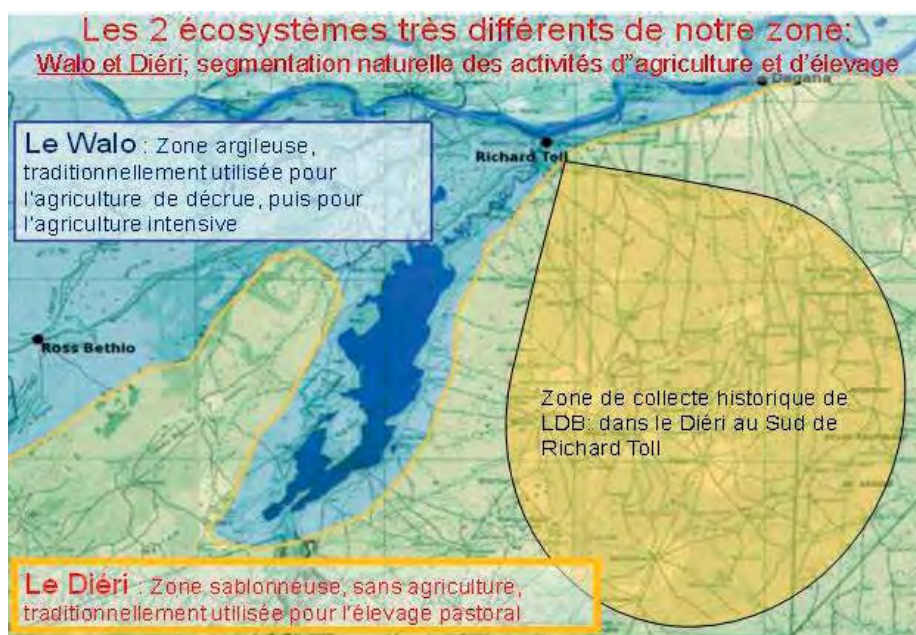 Les 2 écosystèmes très différents de notre zone:
Walo et Diéri; segmentation naturelle des activités d"agriculture et d'élevage
Dagana
Le Walo : Zone argileuse,
traditionnellement utilisée pour
l'agriculture de décrue, puis pour
l'agriculture intensive
Richard Toll
Ross Bethio
Zone de collecte historique de
LDB: dans le Diéri au Sud de
Richard Toll
Le Diéri : Zone sablonneuse, sans agriculture,
traditionnellement utilisée pour l'élevage pastoral